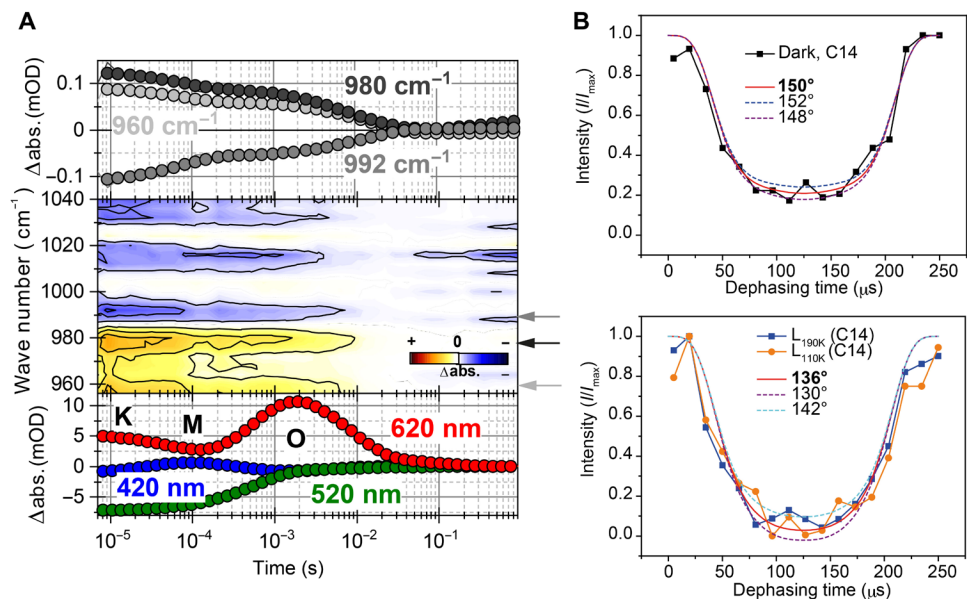 A
Δabs. (mOD)
0.1
0
−0.1
980 cm⁻¹
960 cm⁻¹
992 cm⁻¹
Wave number ( cm⁻¹)
1040
1020
1000
980
960
+ 0 −
Δabs.
Δabs.(mOD)
10
5
0
−5
K
M
O
620 nm
420 nm
520 nm
10⁻⁵ 10⁻⁴ 10⁻³ 10⁻² 10⁻¹
Time (s)
B
Intensity (I/Imax)
1.0
0.8
0.6
0.4
0.2
0.0
Dark, C14
150°
152°
148°
0 50 100 150 200 250
Dephasing time (μs)
Intensity (I/Imax)
1.0
0.8
0.6
0.4
0.2
0.0
L190K (C14)
L110K (C14)
136°
130°
142°
0 50 100 150 200 250
Dephasing time (μs)